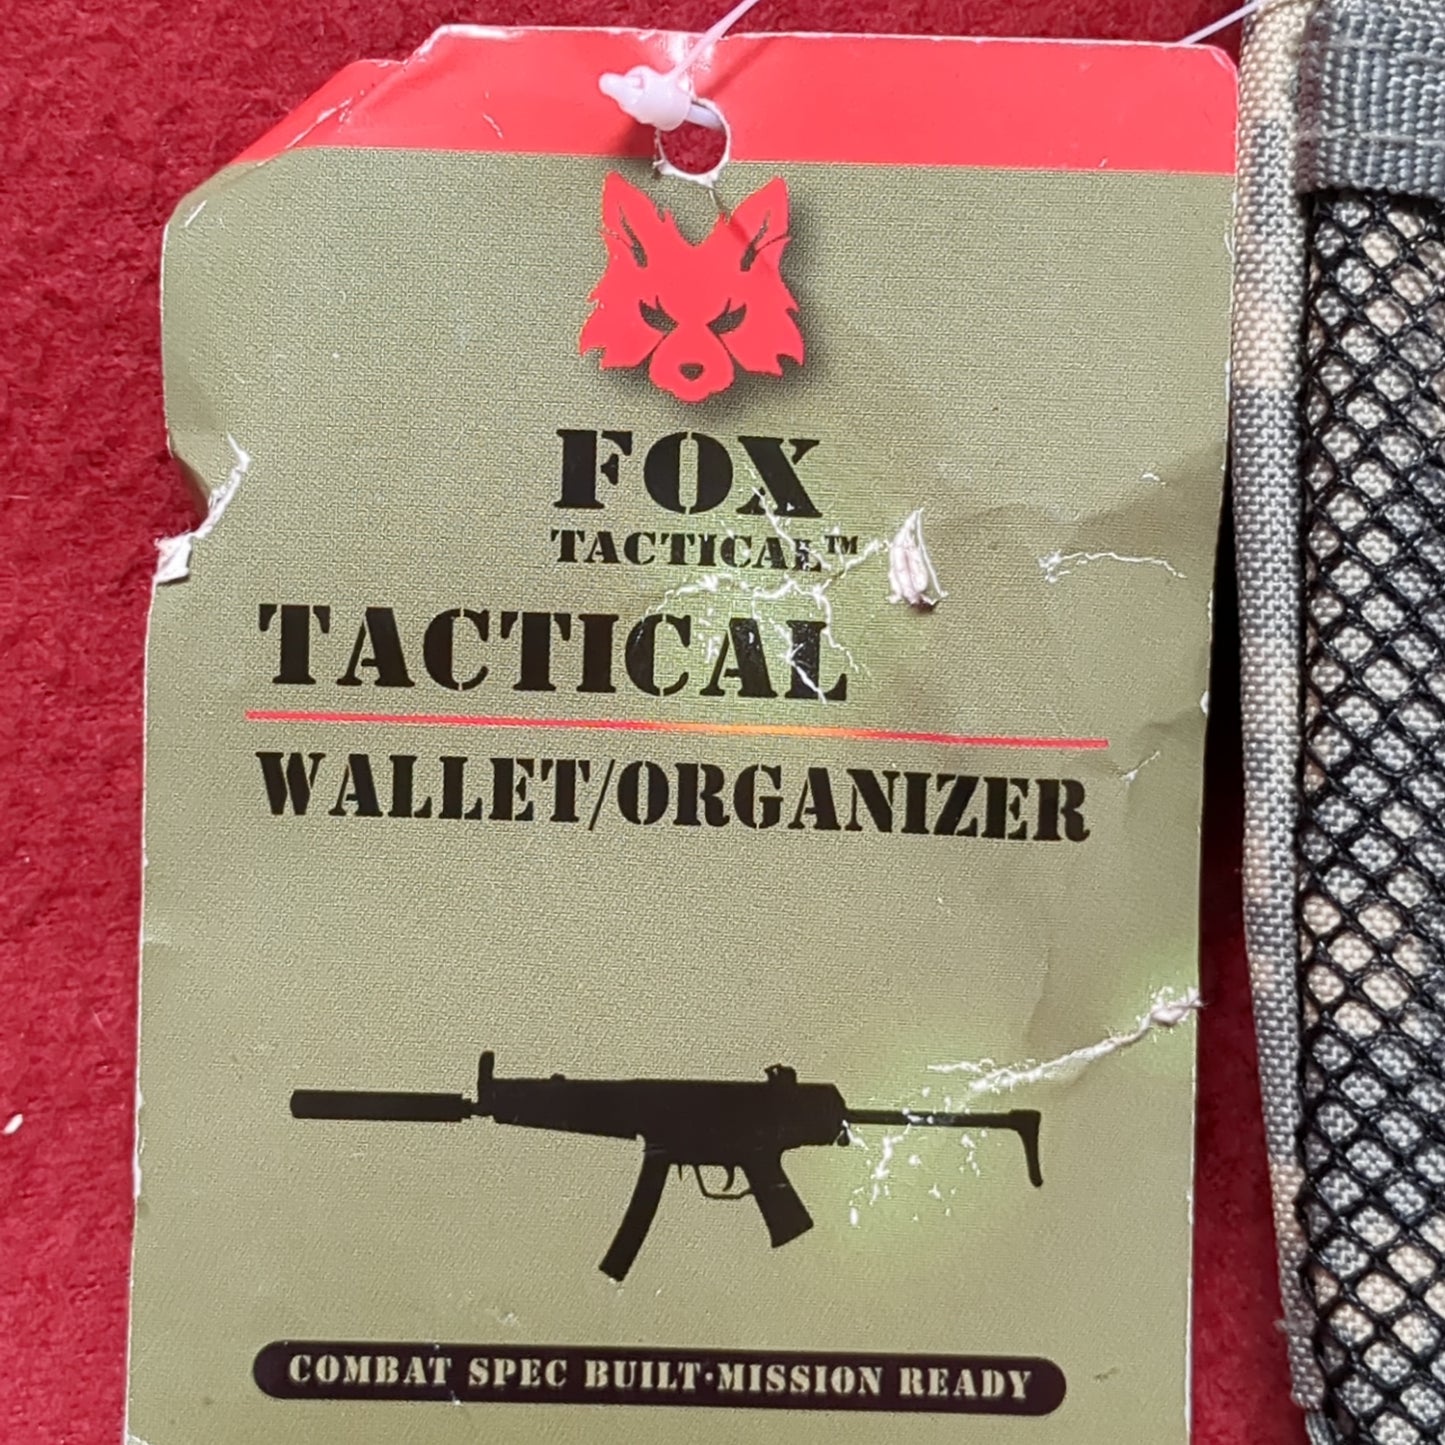 FOX
TACTICAL™
TACTICAL
WALLET/ORGANIZER
COMBAT SPEC BUILT·MISSION READY